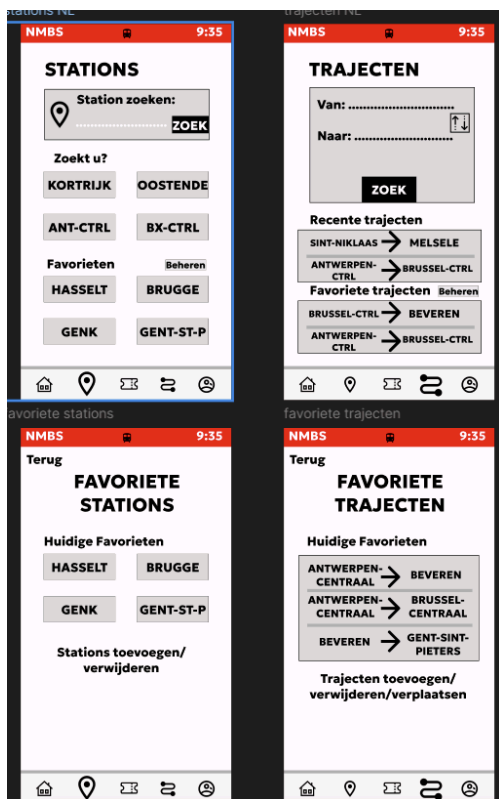 stations NL
NMBS 9:35
STATIONS
Station zoeken:
............................ ZOEK
Zoekt u?
KORTRIJK OOSTENDE
ANT-CTRL BX-CTRL
Favorieten Beheren
HASSELT BRUGGE
GENK GENT-ST-P
trajecten NL
NMBS 9:35
TRAJECTEN
Van: ................................
Naar: .............................
ZOEK
Recente trajecten
SINT-NIKLAAS → MELSELE
ANTWERPEN-
CTRL → BRUSSEL-CTRL
Favoriete trajecten Beheren
BRUSSEL-CTRL → BEVEREN
ANTWERPEN-
CTRL → BRUSSEL-CTRL
avoriete stations
NMBS 9:35
Terug
FAVORIETE
STATIONS
Huidige Favorieten
HASSELT BRUGGE
GENK GENT-ST-P
Stations toevoegen/
verwijderen
favoriete trajecten
NMBS 9:35
Terug
FAVORIETE
TRAJECTEN
Huidige Favorieten
ANTWERPEN-
CENTRAAL → BEVEREN
ANTWERPEN- BRUSSEL-
CENTRAAL → CENTRAAL
BEVEREN → GENT-SINT-
PIETERS
Trajecten toevoegen/
verwijderen/verplaatsen